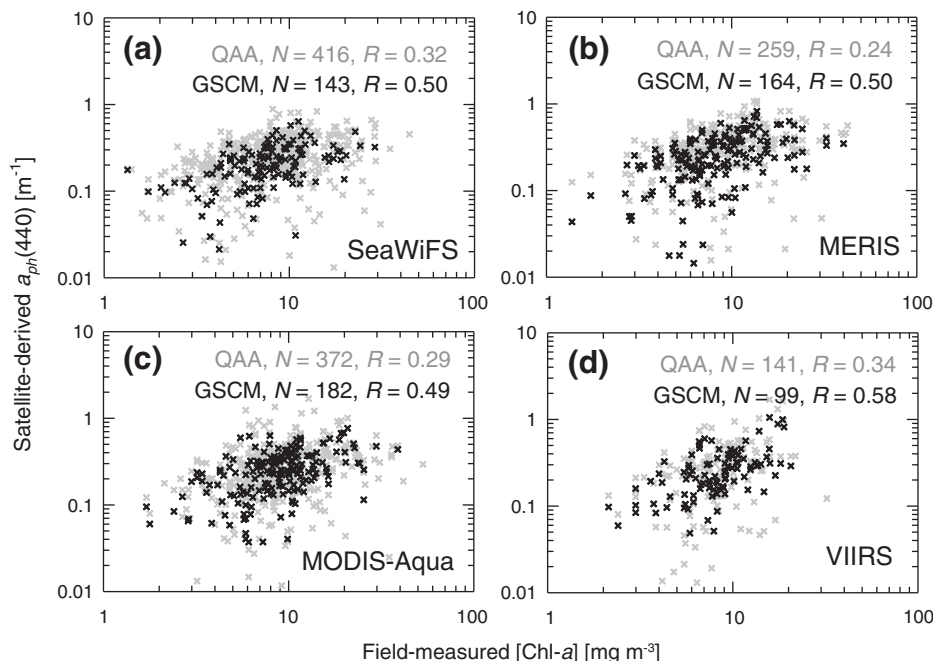 (a)
QAA, N = 416, R = 0.32
GSCM, N = 143, R = 0.50
SeaWiFS
10
1
0.1
0.01
1
10
100
(b)
QAA, N = 259, R = 0.24
GSCM, N = 164, R = 0.50
MERIS
10
1
0.1
0.01
1
10
100
(c)
QAA, N = 372, R = 0.29
GSCM, N = 182, R = 0.49
MODIS-Aqua
10
1
0.1
0.01
1
10
100
(d)
QAA, N = 141, R = 0.34
GSCM, N = 99, R = 0.58
VIIRS
10
1
0.1
0.01
1
10
100
Satellite-derived aph(440) [m⁻¹]
Field-measured [Chl-a] [mg m⁻³]